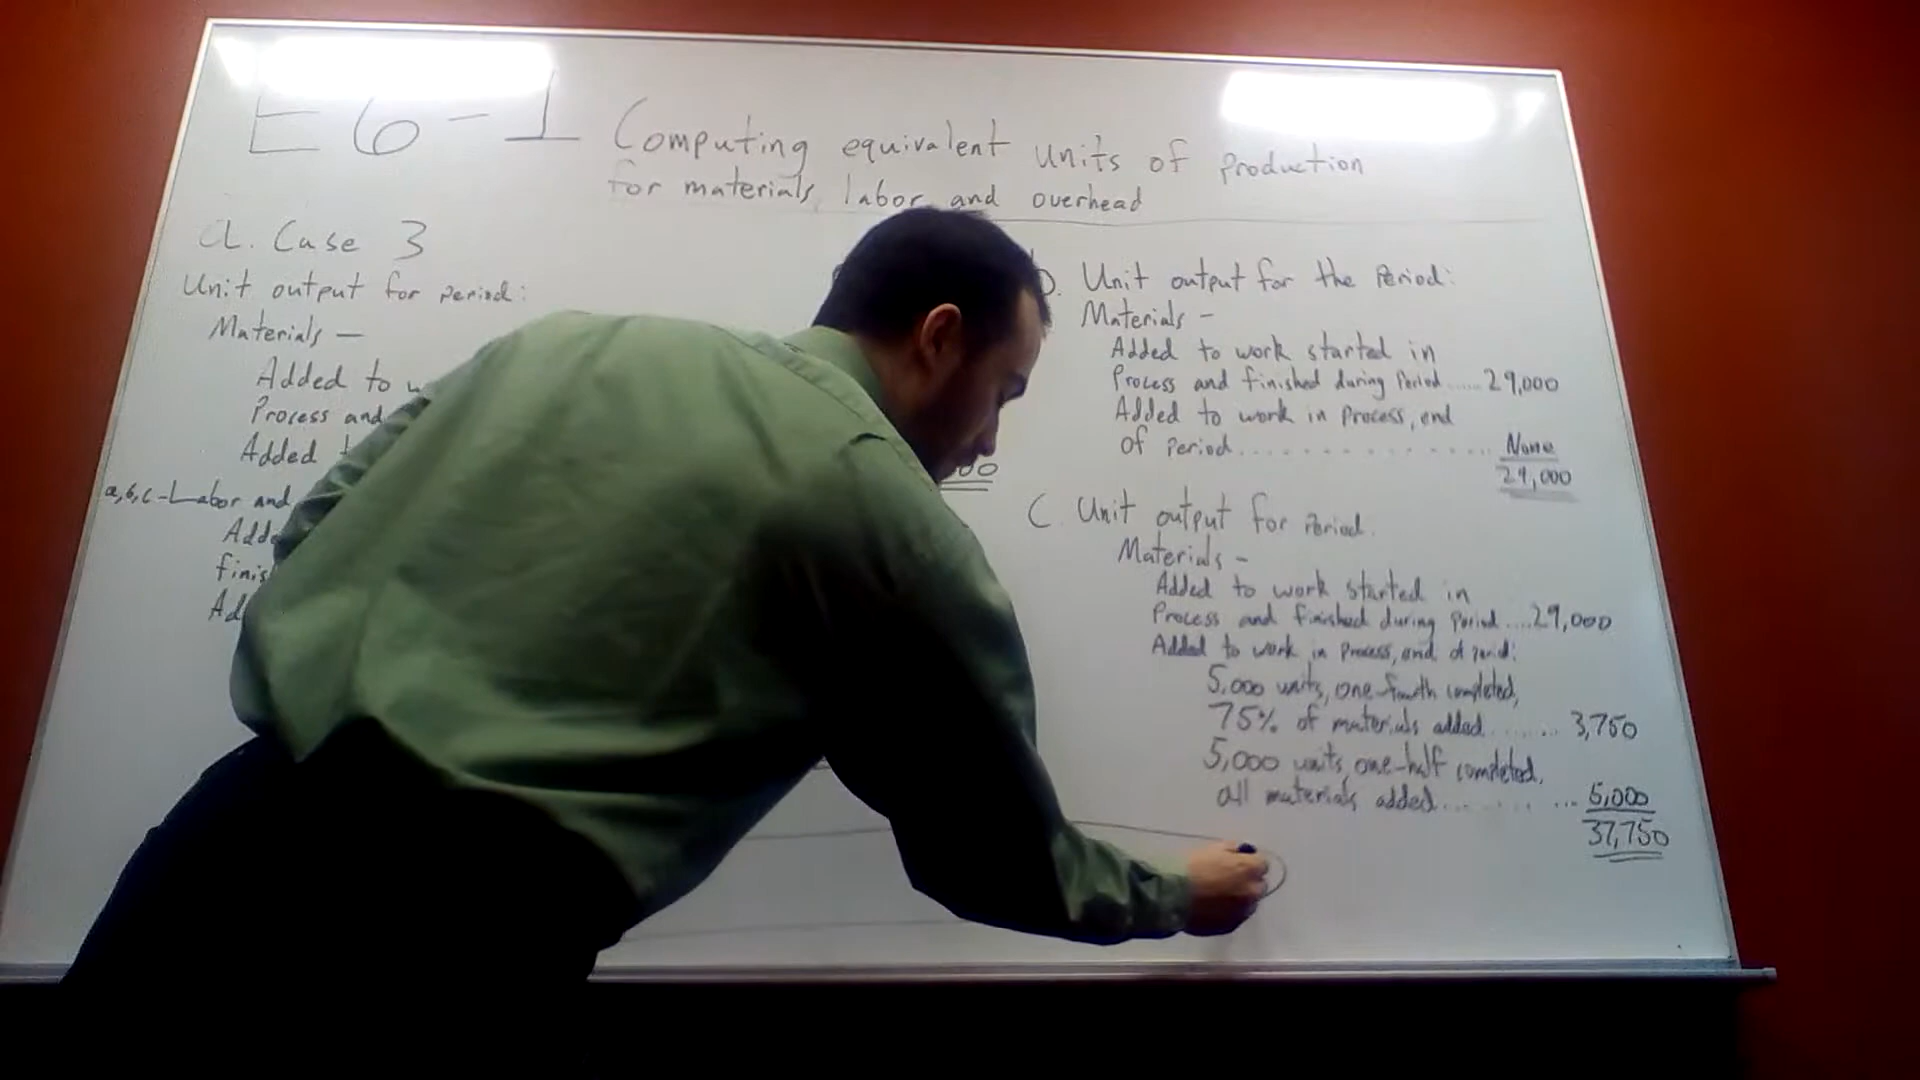 E6-1 Computing equivalent units of production
for materials, labor and overhead
a. Case 3
Unit output for period:
Materials —
Added to
Process and
Added
a,b,c-Labor and
b. Unit output for the Period:
Materials -
Added to work started in
Process and finished during Period ..... 29,000
Added to work in Process, end
of period.............. None
29,000
C. Unit output for Period.
Materials -
Added to work started in
Process and finished during Period ....29,000
Added to work in Process, end of period:
5,000 units, one-fourth completed,
75% of materials added........ 3,750
5,000 units, one-half completed,
all materials added........... 5,000
37,750